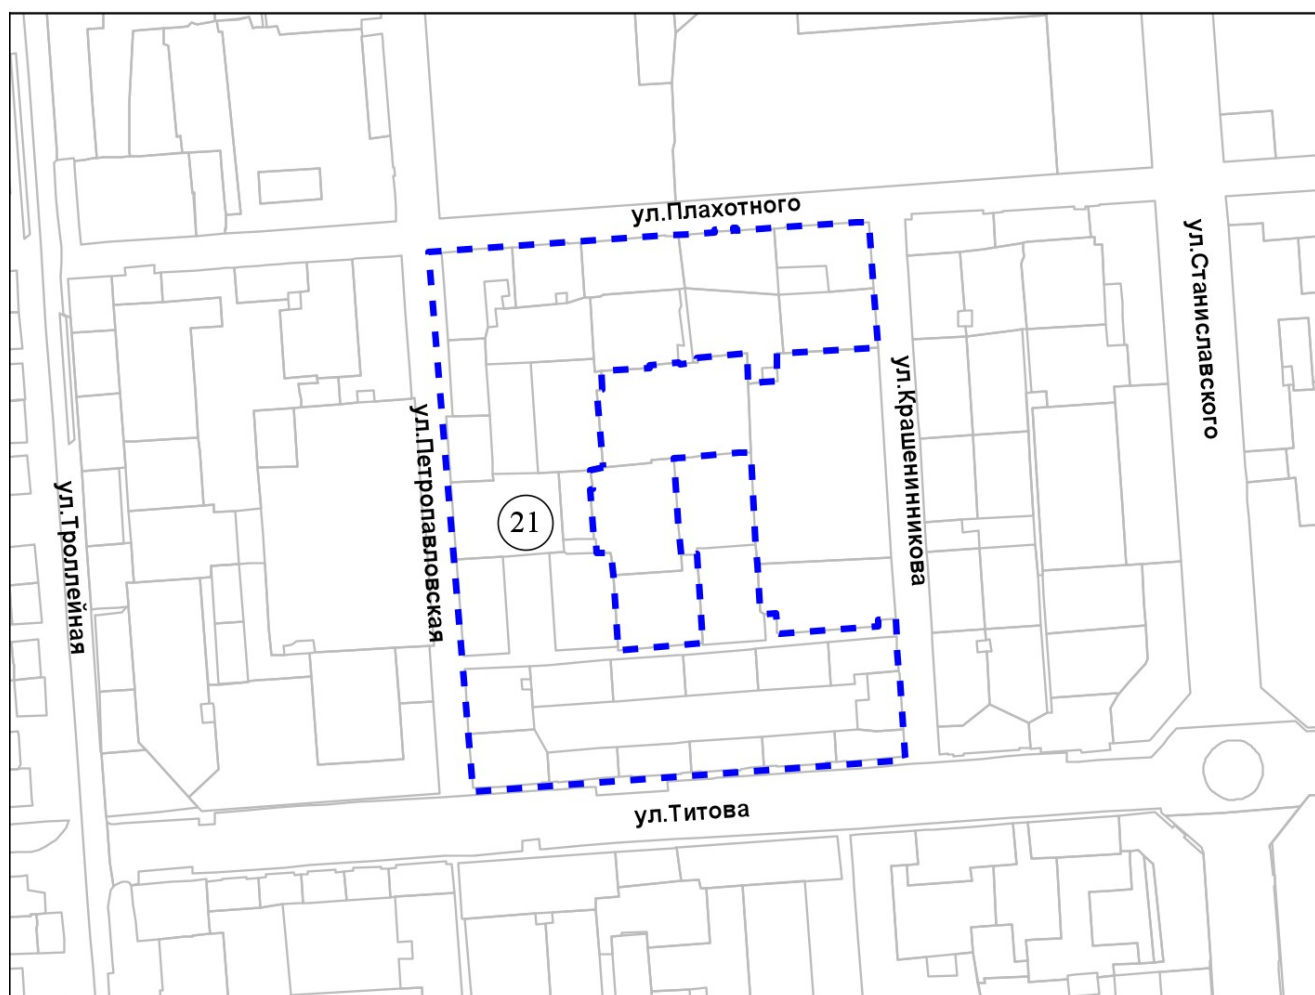 ул.Плахотного
ул.Станиславского
ул.Крашенинникова
ул.Петропавловская
ул.Троллейная
21
ул.Титова